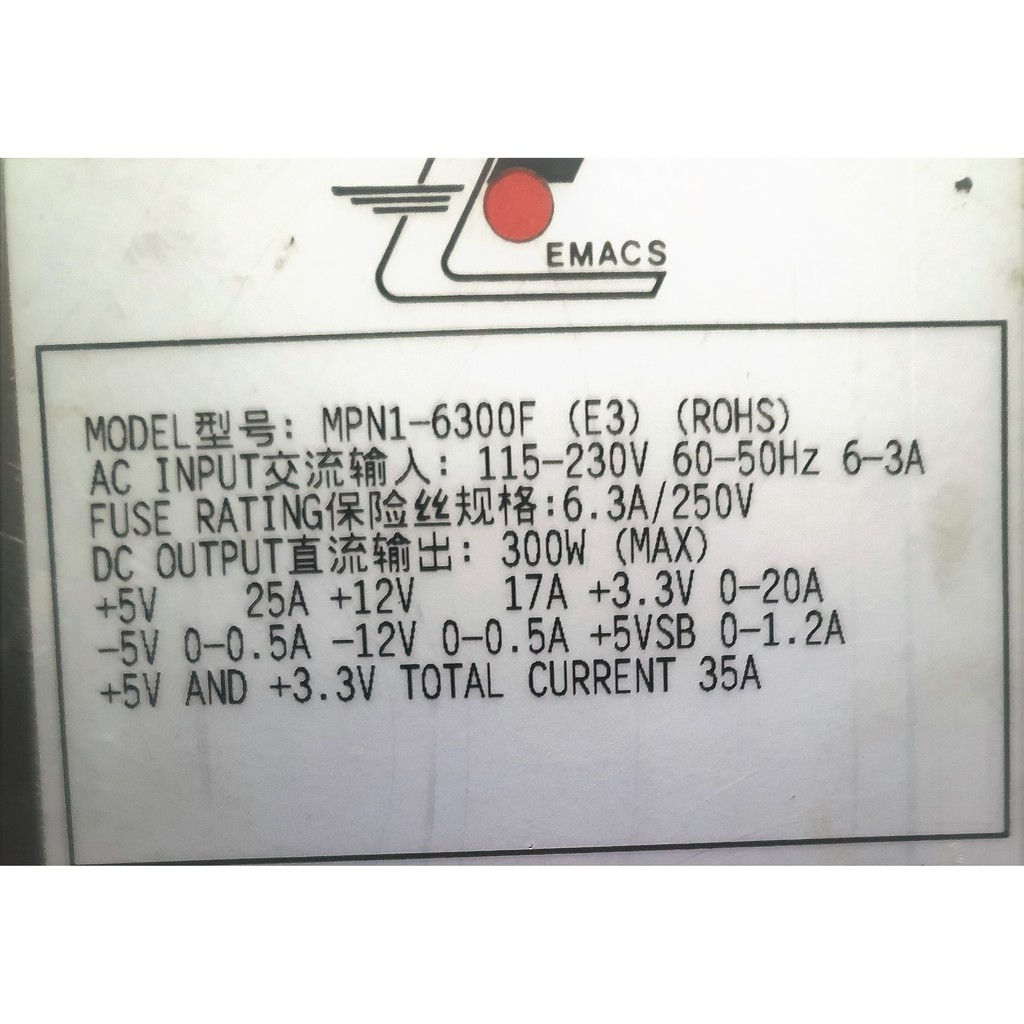 EMACS
MODEL型号: MPN1-6300F (E3) (ROHS)
AC INPUT交流输入: 115-230V 60-50Hz 6-3A
FUSE RATING保险丝规格:6.3A/250V
DC OUTPUT直流输出: 300W (MAX)
+5V 25A +12V 17A +3.3V 0-20A
-5V 0-0.5A -12V 0-0.5A +5VSB 0-1.2A
+5V AND +3.3V TOTAL CURRENT 35A